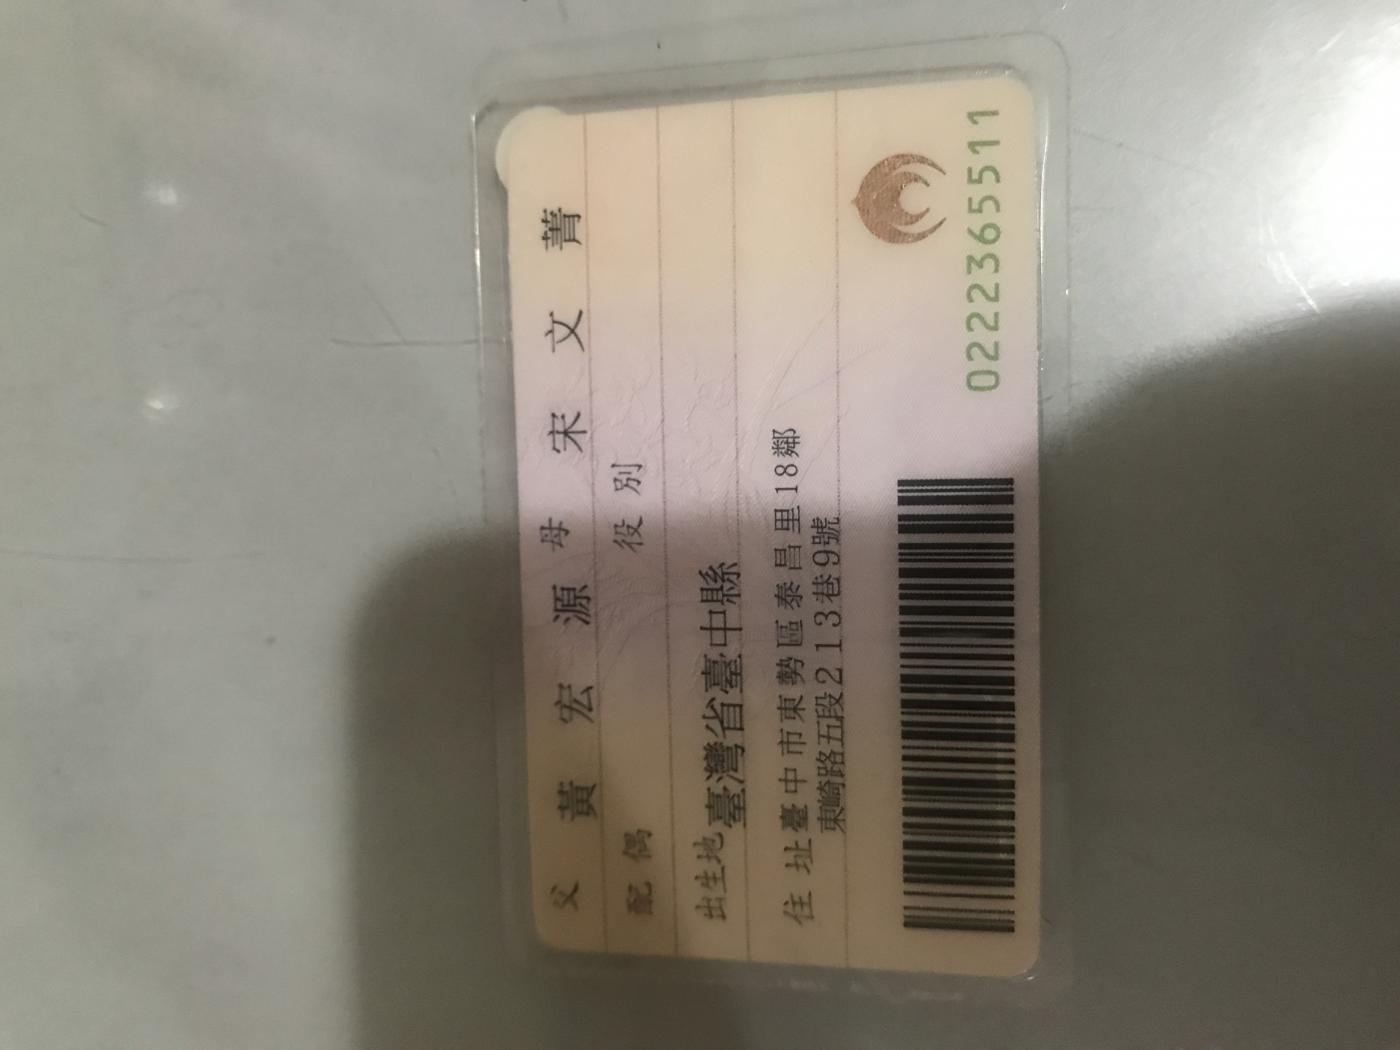 父 黃宏源 母 宋文菁
配偶 役別
出生地 臺灣省臺中縣
住址 臺中市東勢區泰昌里18鄰
東崎路五段213巷9號
0222365511